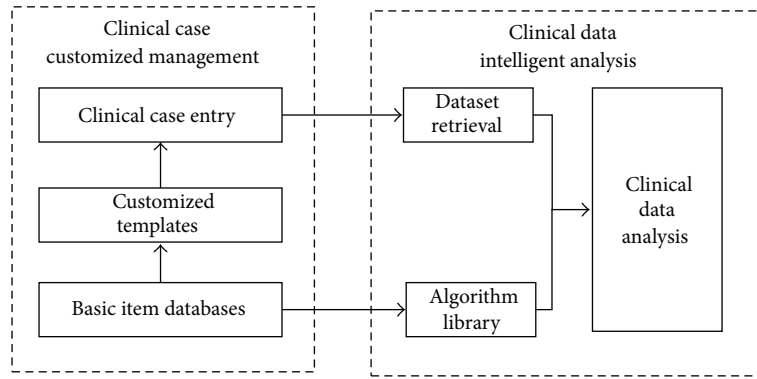 Clinical case
customized management
Clinical case entry
Customized
templates
Basic item databases
Clinical data
intelligent analysis
Dataset
retrieval
Algorithm
library
Clinical
data
analysis